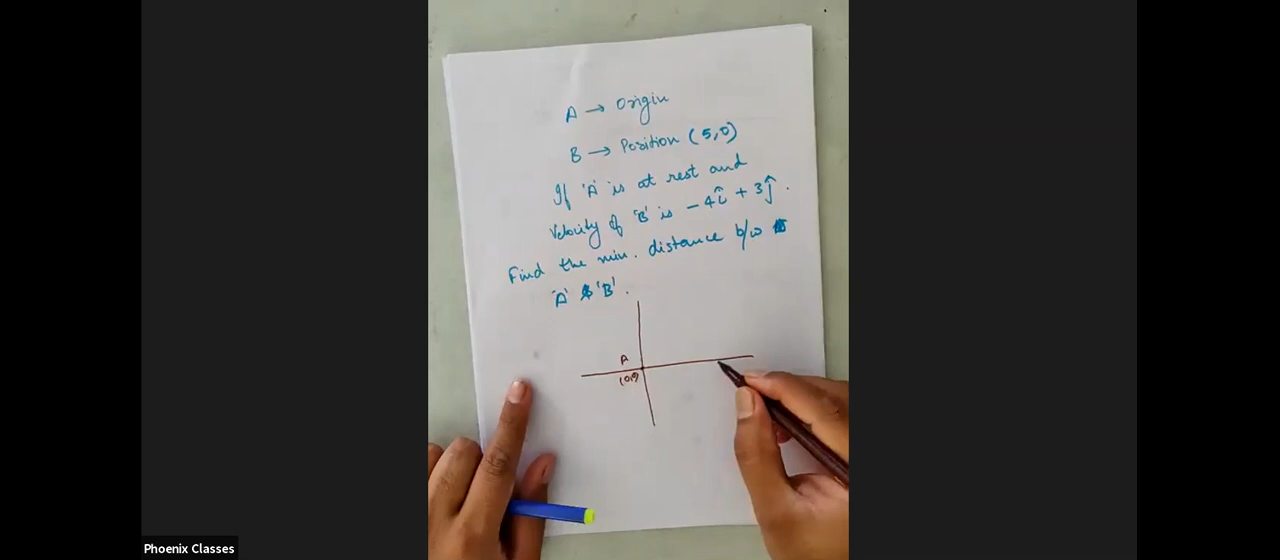 A → Origin
B → Position (5,0)
If 'A' is at rest and
velocity of 'B' is -4î + 3ĵ.
Find the min. distance b/w
'A' & 'B'.
A
(0,0)
Phoenix Classes